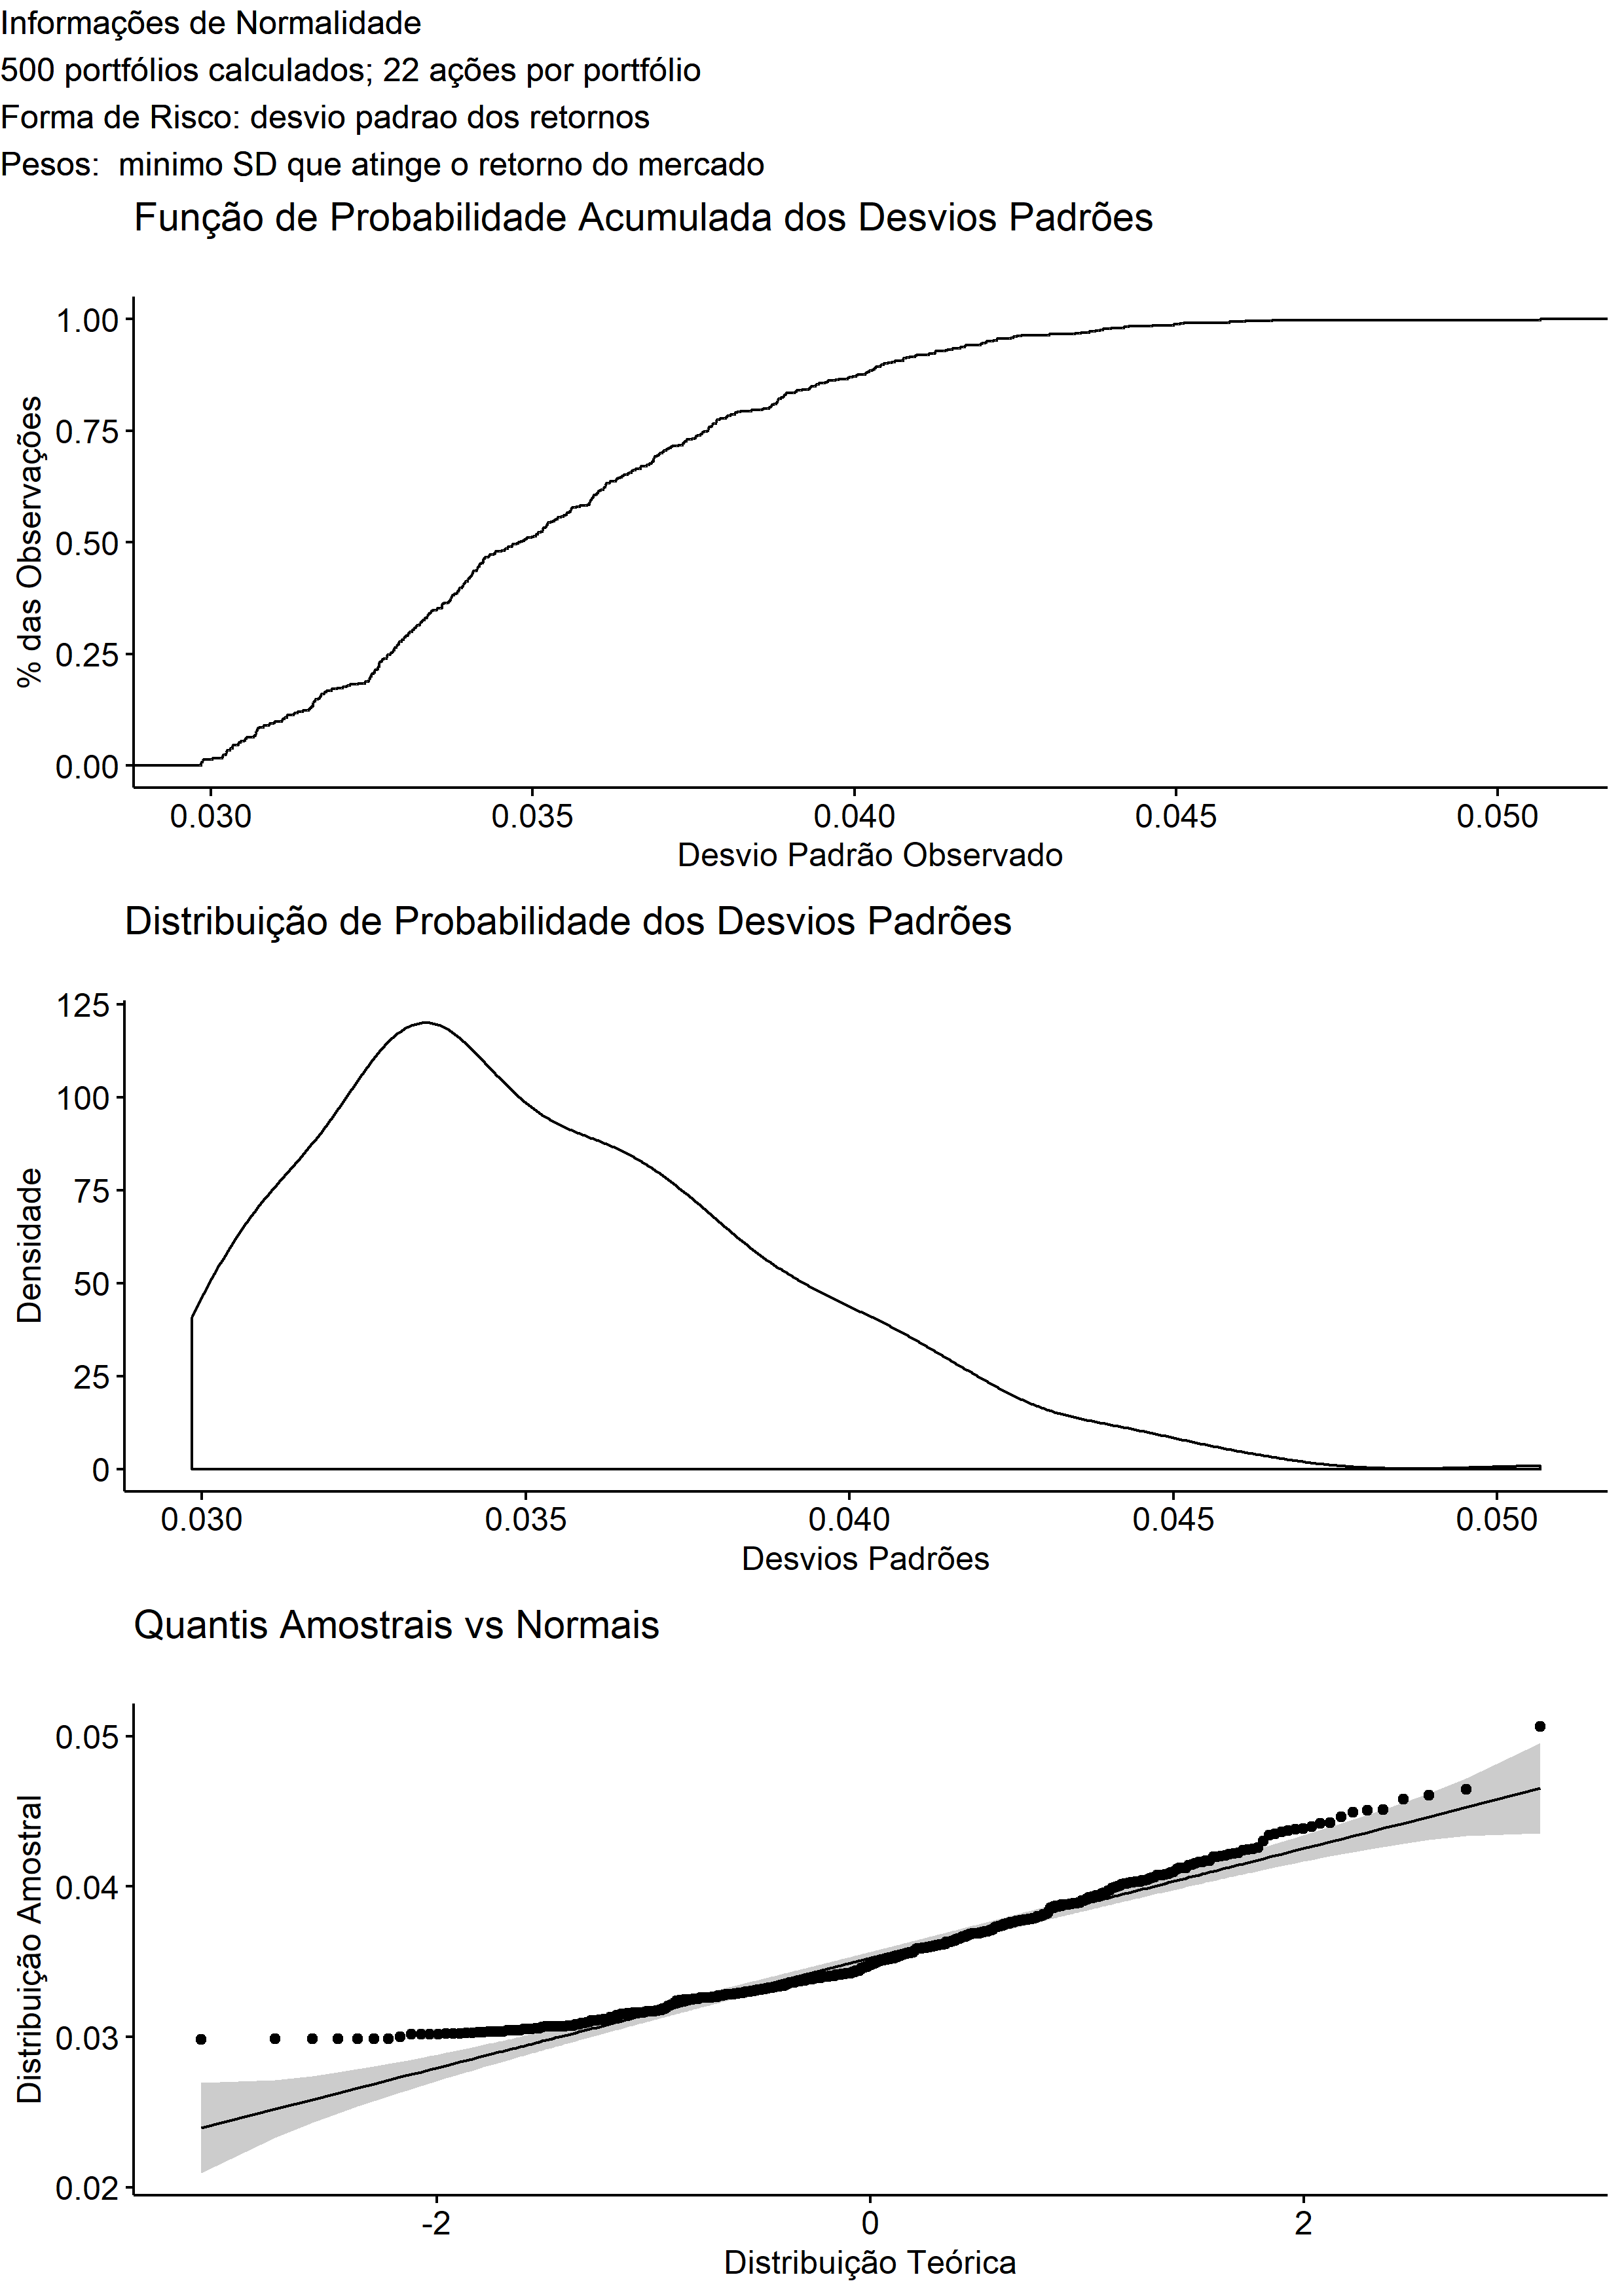 Informações de Normalidade
500 portfólios calculados; 22 ações por portfólio
Forma de Risco: desvio padrao dos retornos
Pesos:  minimo SD que atinge o retorno do mercado
Função de Probabilidade Acumulada dos Desvios Padrões
% das Observações
1.00
0.75
0.50
0.25
0.00
0.030 0.035 0.040 0.045 0.050
Desvio Padrão Observado
Distribuição de Probabilidade dos Desvios Padrões
Densidade
125
100
75
50
25
0
0.030 0.035 0.040 0.045 0.050
Desvios Padrões
Quantis Amostrais vs Normais
Distribuição Amostral
0.05
0.04
0.03
0.02
-2 0 2
Distribuição Teórica